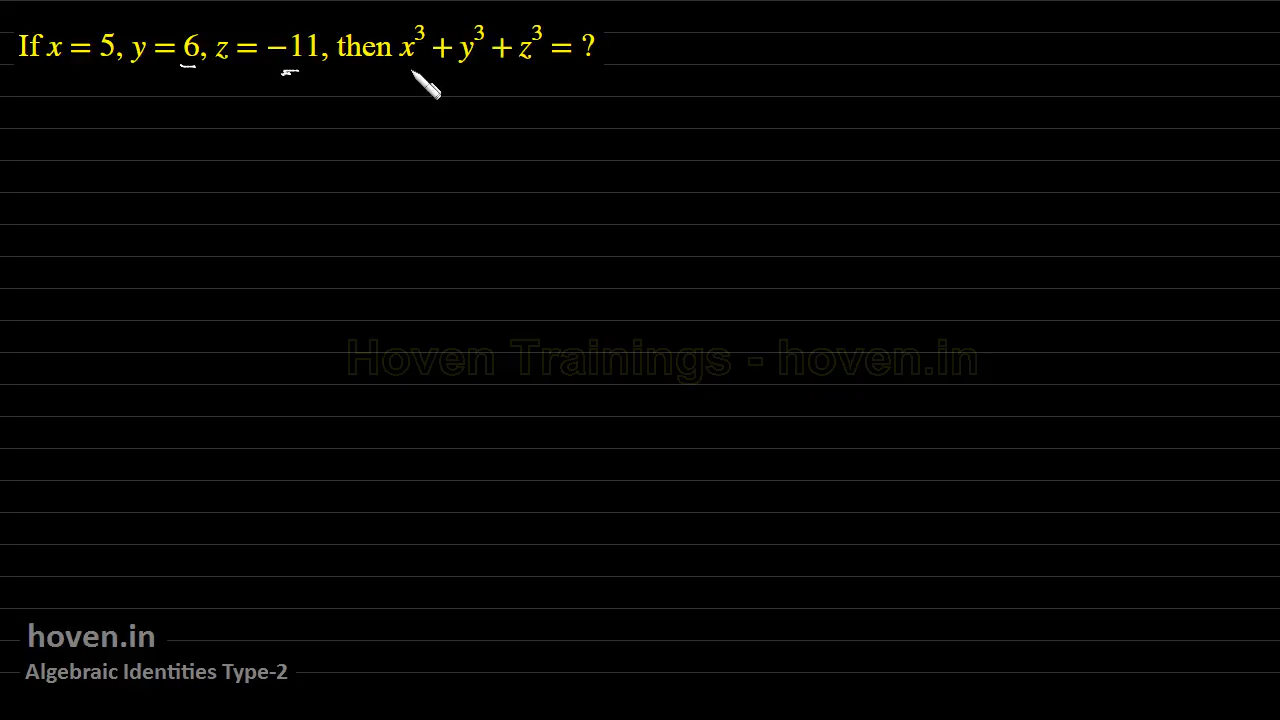 If x = 5, y = 6, z = −11, then x³ + y³ + z³ = ?
Hoven Trainings - hoven.in
hoven.in
Algebraic Identities Type-2